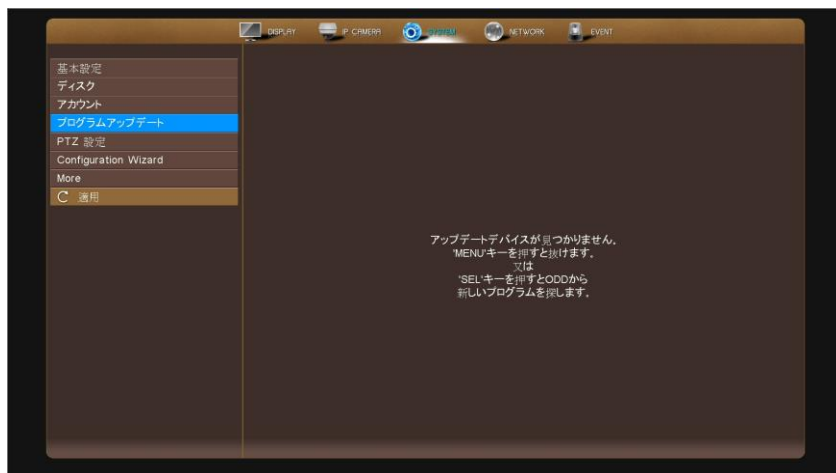 DISPLAY
IP CAMERA
SYSTEM
NETWORK
EVENT
基本設定
ディスク
アカウント
プログラムアップデート
PTZ 設定
Configuration Wizard
More
適用
アップデートデバイスが見つかりません。
'MENU'キーを押すと抜けます。
又は
'SEL'キーを押すとODDから
新しいプログラムを探します。